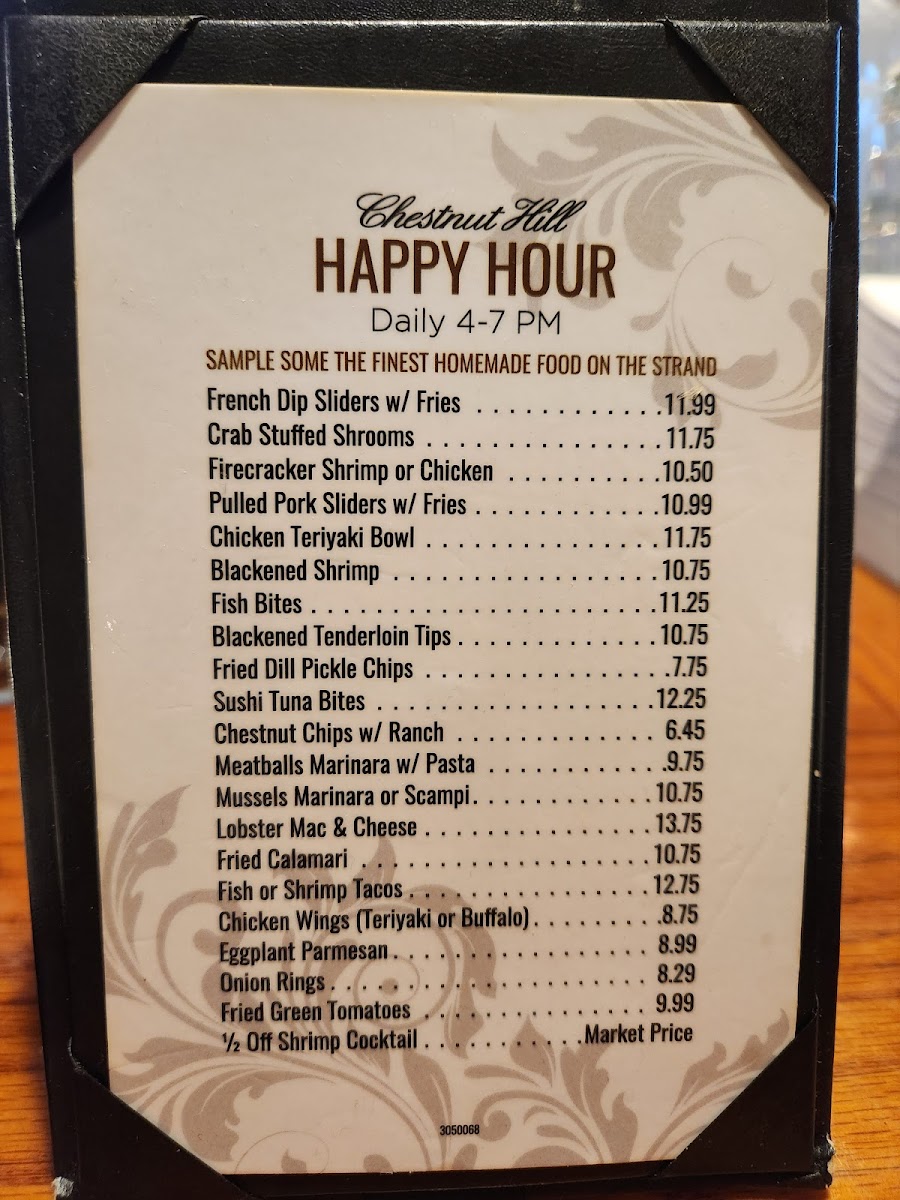 Chestnut Hill
HAPPY HOUR
Daily 4-7 PM
SAMPLE SOME THE FINEST HOMEMADE FOOD ON THE STRAND
French Dip Sliders w/ Fries . . . . . . . . . . . . .11.99
Crab Stuffed Shrooms . . . . . . . . . . . . . . . . . 11.75
Firecracker Shrimp or Chicken . . . . . . . . . . .10.50
Pulled Pork Sliders w/ Fries . . . . . . . . . . . . . 10.99
Chicken Teriyaki Bowl . . . . . . . . . . . . . . . . . 11.75
Blackened Shrimp . . . . . . . . . . . . . . . . . . . . 10.75
Fish Bites . . . . . . . . . . . . . . . . . . . . . . . . . .11.25
Blackened Tenderloin Tips . . . . . . . . . . . . . . . 10.75
Fried Dill Pickle Chips . . . . . . . . . . . . . . . . . .7.75
Sushi Tuna Bites . . . . . . . . . . . . . . . . . . . . .12.25
Chestnut Chips w/ Ranch . . . . . . . . . . . . . . . 6.45
Meatballs Marinara w/ Pasta . . . . . . . . . . . . .9.75
Mussels Marinara or Scampi. . . . . . . . . . . . . . 10.75
Lobster Mac & Cheese . . . . . . . . . . . . . . . . . 13.75
Fried Calamari . . . . . . . . . . . . . . . . . . . . . . 10.75
Fish or Shrimp Tacos . . . . . . . . . . . . . . . . . . 12.75
Chicken Wings (Teriyaki or Buffalo) . . . . . . . . . .8.75
Eggplant Parmesan . . . . . . . . . . . . . . . . . . . 8.99
Onion Rings . . . . . . . . . . . . . . . . . . . . . . . . 8.29
Fried Green Tomatoes . . . . . . . . . . . . . . . . . 9.99
½ Off Shrimp Cocktail . . . . . . . . . . . .Market Price
3050068